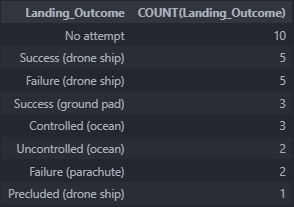 Landing_Outcome COUNT(Landing_Outcome)
No attempt 10
Success (drone ship) 5
Failure (drone ship) 5
Success (ground pad) 3
Controlled (ocean) 3
Uncontrolled (ocean) 2
Failure (parachute) 2
Precluded (drone ship) 1